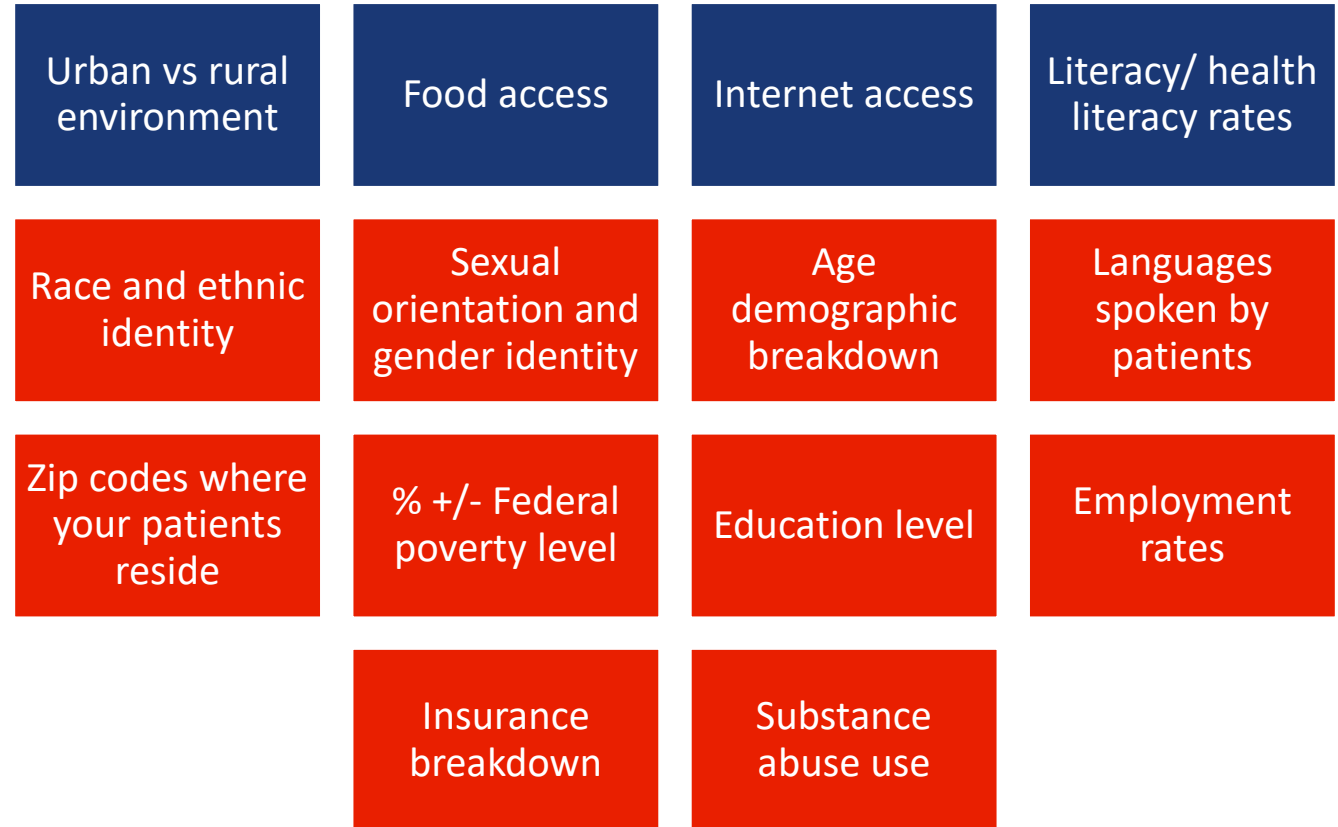 Urban vs rural
environment
Food access
Internet access
Literacy/ health
literacy rates
Race and ethnic
identity
Sexual
orientation and
gender identity
Age
demographic
breakdown
Languages
spoken by
patients
Zip codes where
your patients
reside
% +/- Federal
poverty level
Education level
Employment
rates
Insurance
breakdown
Substance
abuse use